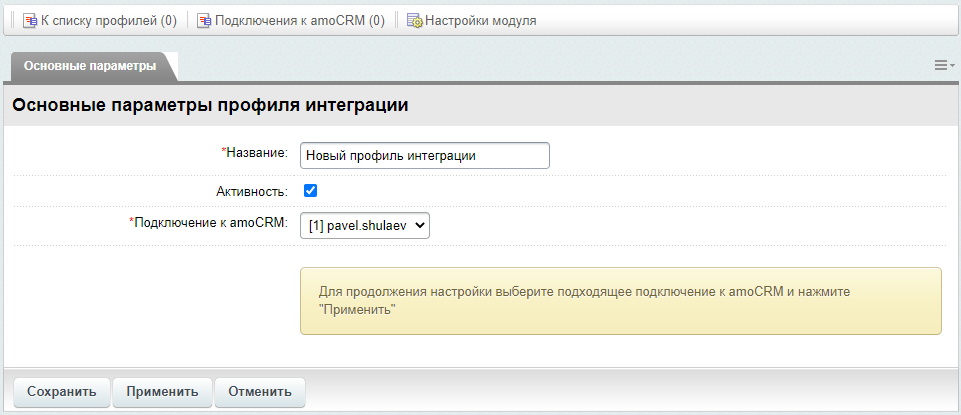 К списку профилей (0) Подключения к amoCRM (0) Настройки модуля
Основные параметры
Основные параметры профиля интеграции
*Название: Новый профиль интеграции
Активность:
*Подключение к amoCRM: [1] pavel.shulaev
Для продолжения настройки выберите подходящее подключение к amoCRM и нажмите
"Применить"
Сохранить Применить Отменить